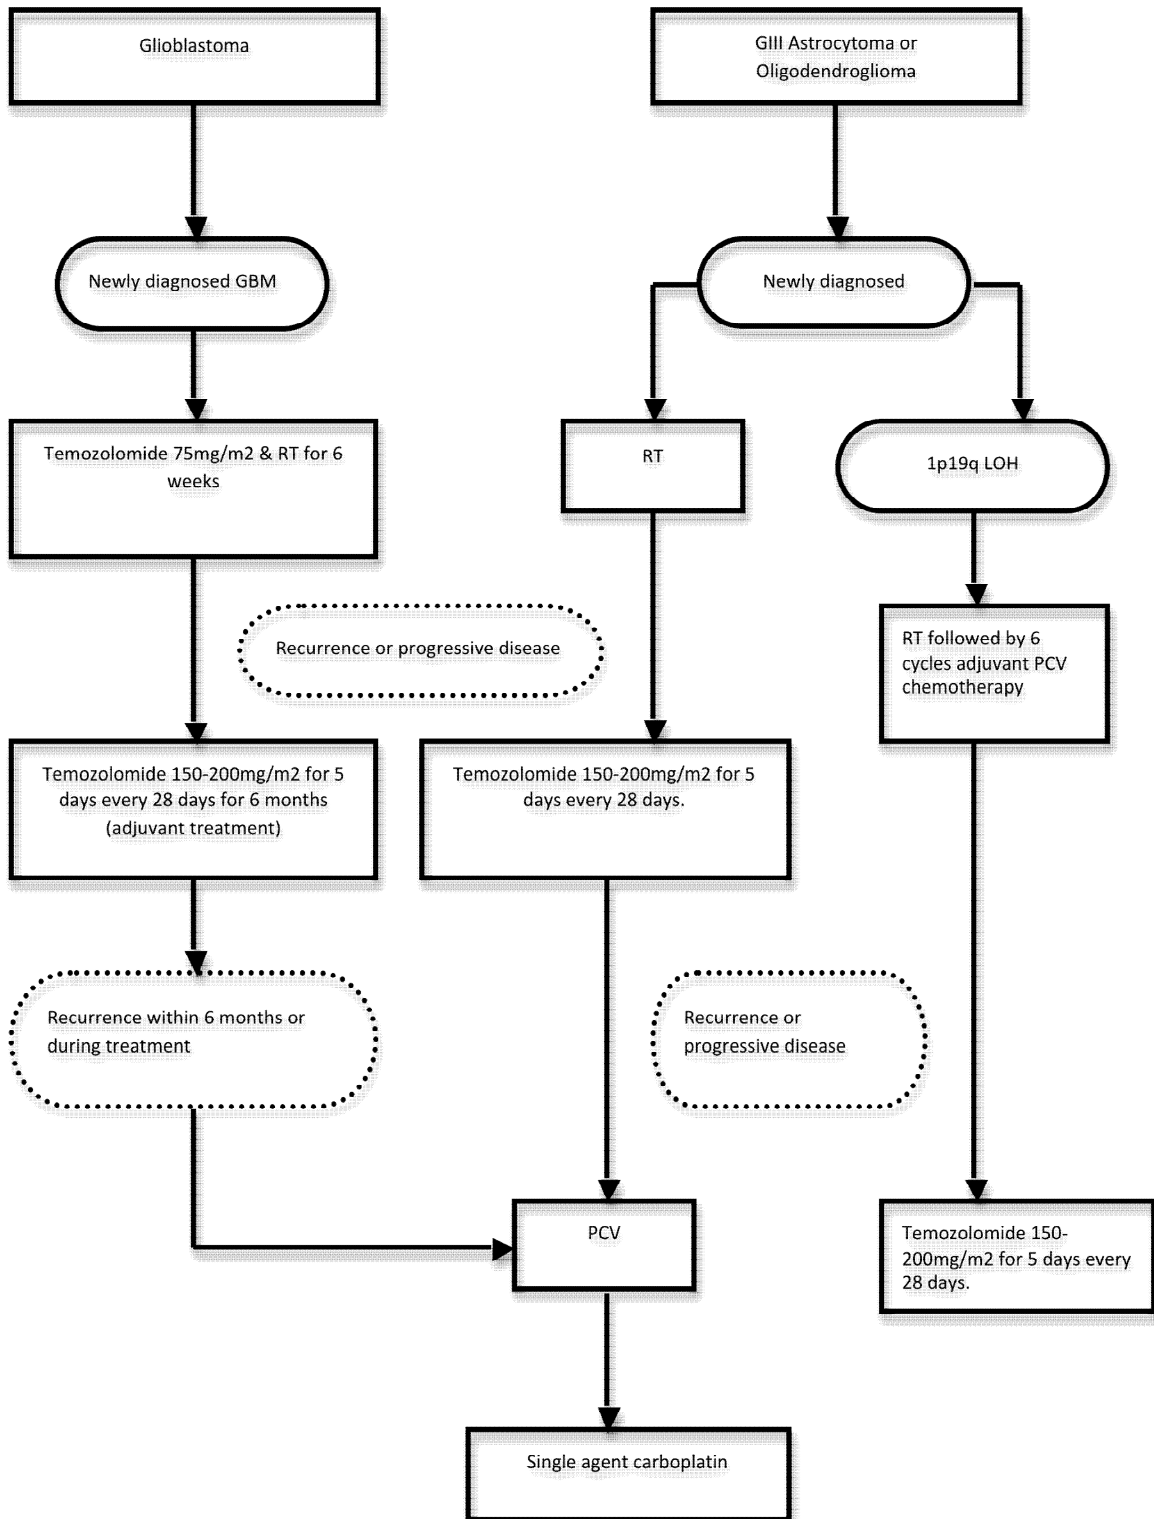 Glioblastoma
GIII Astrocytoma or
Oligodendroglioma
Newly diagnosed GBM
Newly diagnosed
Temozolomide 75mg/m2 & RT for 6
weeks
RT
1p19q LOH
Recurrence or progressive disease
RT followed by 6
cycles adjuvant PCV
chemotherapy
Temozolomide 150-200mg/m2 for 5
days every 28 days for 6 months
(adjuvant treatment)
Temozolomide 150-200mg/m2 for 5
days every 28 days.
Recurrence within 6 months or
during treatment
Recurrence or
progressive disease
PCV
Temozolomide 150-
200mg/m2 for 5 days every
28 days.
Single agent carboplatin